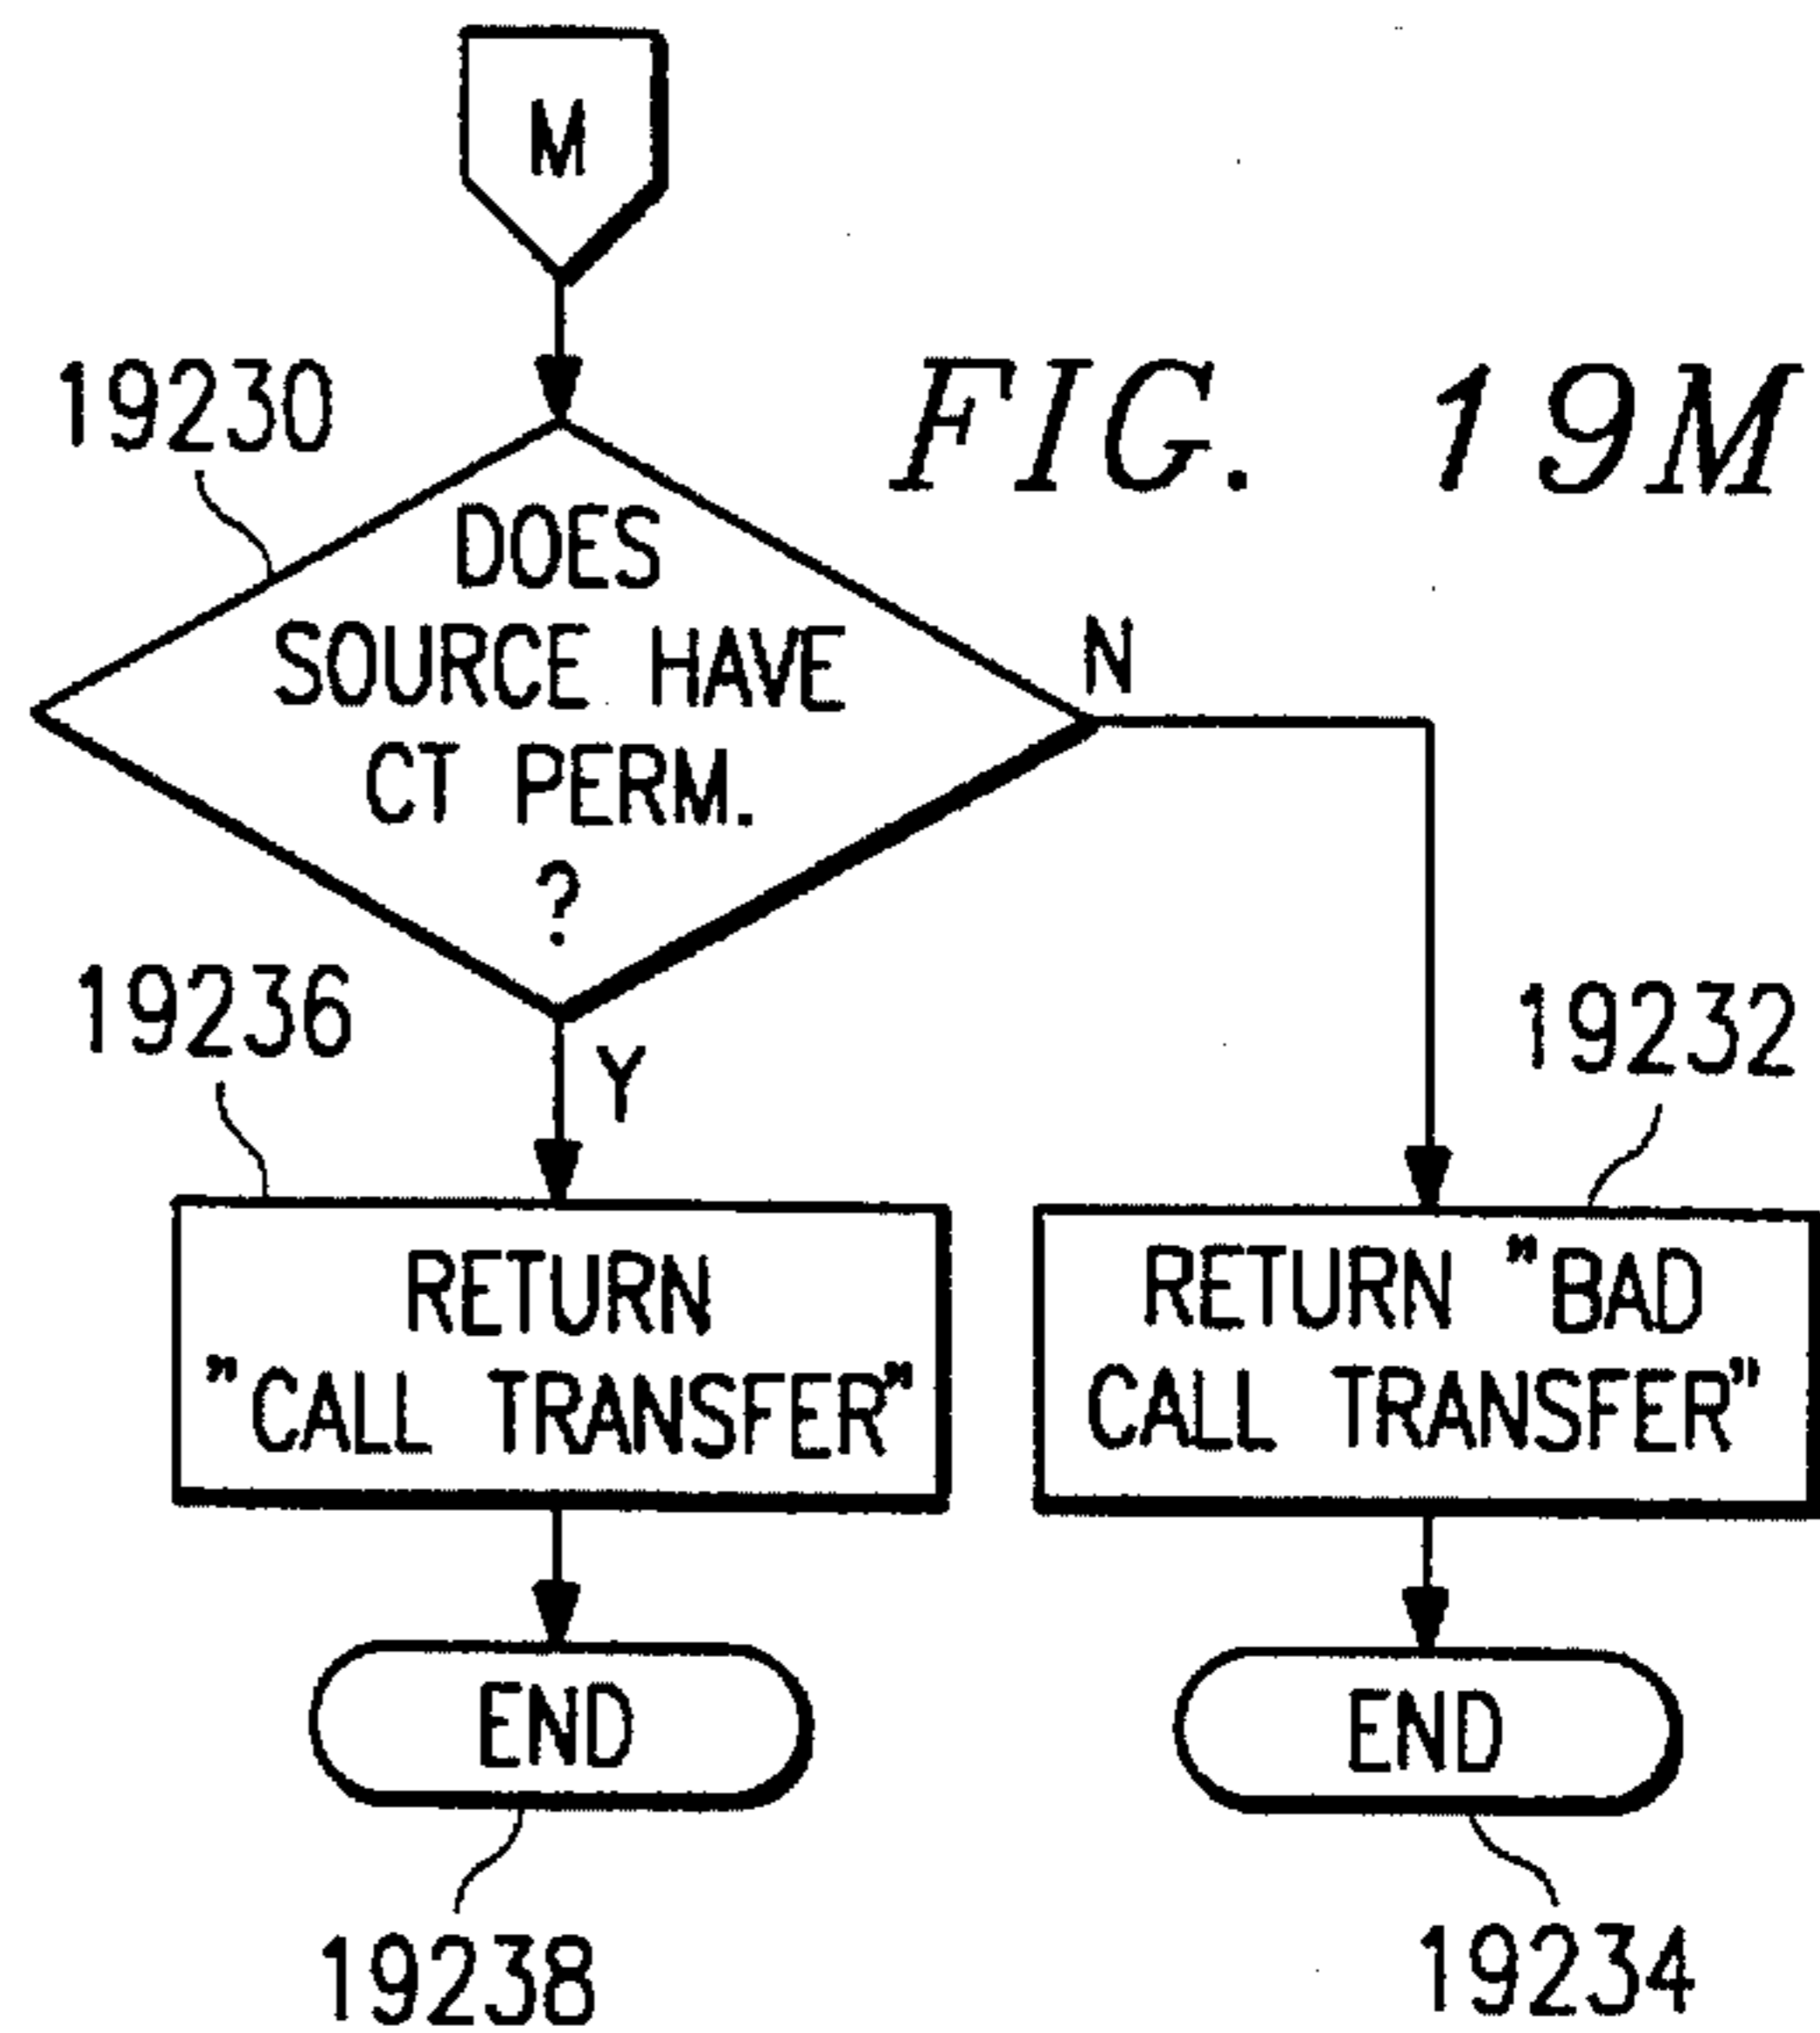 M
19230
FIG. 19M
DOES
SOURCE HAVE
CT PERM.
?
N
19236
Y
19232
RETURN
"CALL TRANSFER"
RETURN "BAD
CALL TRANSFER"
END
END
19238
19234